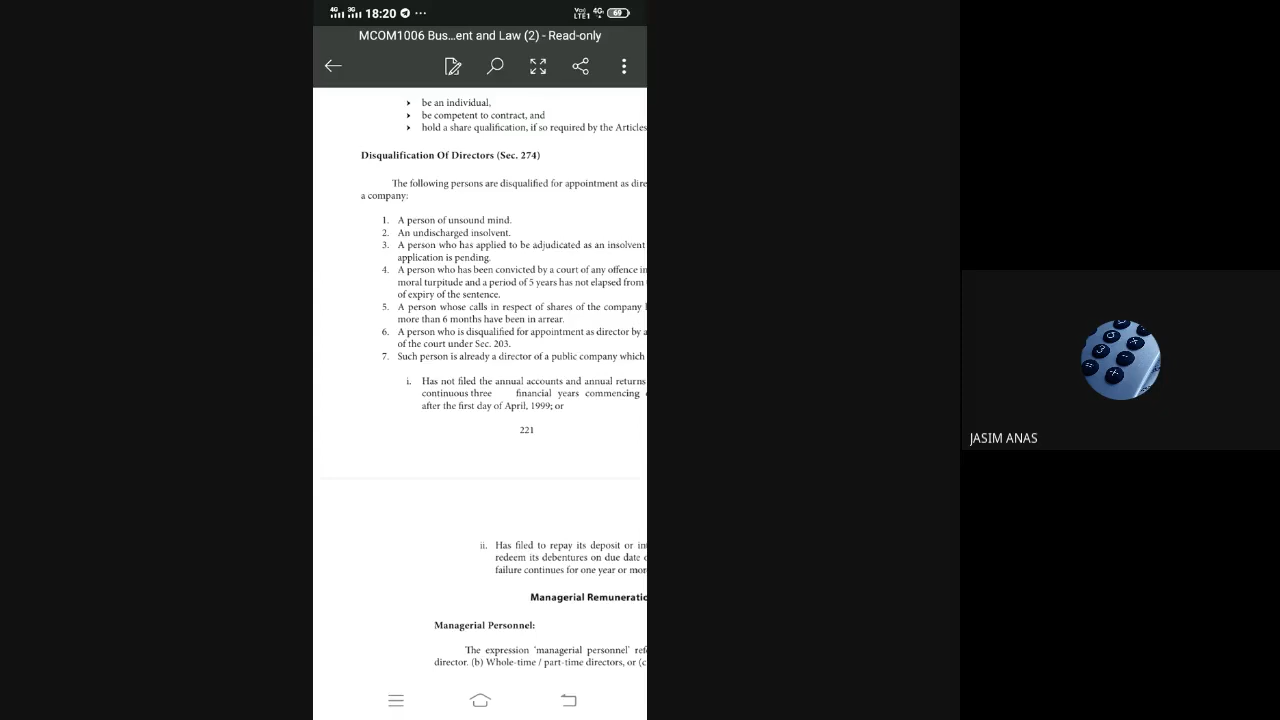 18:20
69
MCOM1006 Bus...ent and Law (2) - Read-only
be an individual,
be competent to contract, and
hold a share qualification, if so required by the Articles
Disqualification Of Directors (Sec. 274)
The following persons are disqualified for appointment as dire
a company:
1. A person of unsound mind.
2. An undischarged insolvent.
3. A person who has applied to be adjudicated as an insolvent
application is pending.
4. A person who has been convicted by a court of any offence in
moral turpitude and a period of 5 years has not elapsed from
of expiry of the sentence.
5. A person whose calls in respect of shares of the company
more than 6 months have been in arrear.
6. A person who is disqualified for appointment as director by a
of the court under Sec. 203.
7. Such person is already a director of a public company which
i. Has not filed the annual accounts and annual returns
continuous three financial years commencing
after the first day of April, 1999; or
221
ii. Has filed to repay its deposit or in
redeem its debentures on due date
failure continues for one year or mor
Managerial Remuneratio
Managerial Personnel:
The expression 'managerial personnel' ref
director. (b) Whole-time / part-time directors, or (c
JASIM ANAS